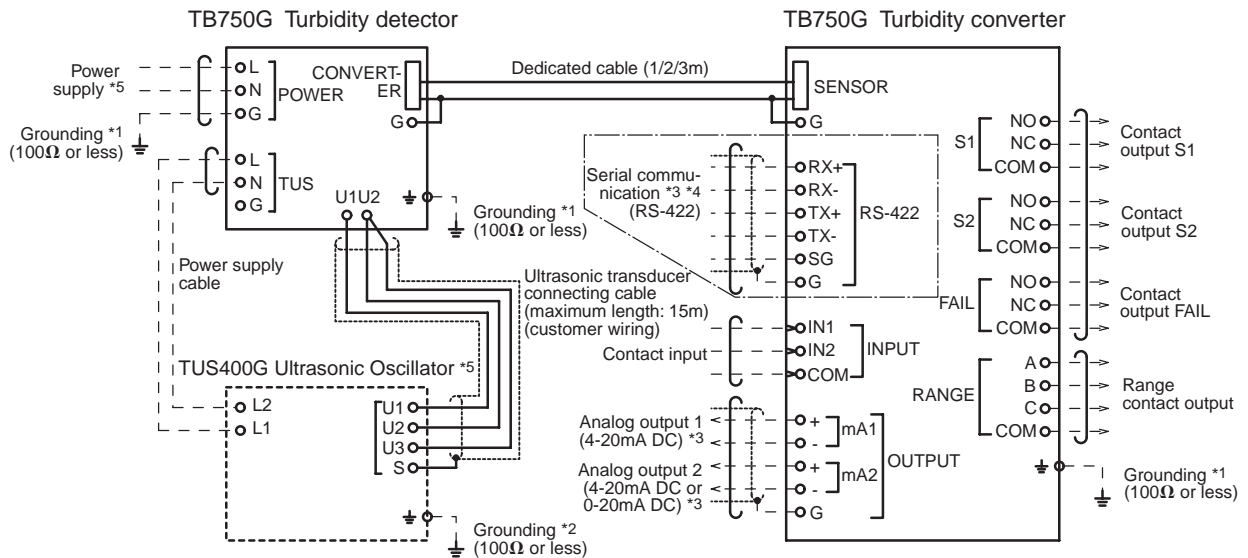 TB750G Turbidity detector
Power
supply *5
L
N
G
POWER
CONVERT-
ER
G
Grounding *1
(100Ω or less)
L
N
G
TUS
U1U2
Grounding *1
(100Ω or less)
Power supply
cable
Ultrasonic transducer
connecting cable
(maximum length: 15m)
(customer wiring)
TUS400G Ultrasonic Oscillator *5
L2
L1
U1
U2
U3
S
Grounding *2
(100Ω or less)
Dedicated cable (1/2/3m)
TB750G Turbidity converter
SENSOR
G
Serial commu-
nication *3 *4
(RS-422)
RX+
RX-
TX+
TX-
SG
G
RS-422
Contact input
IN1
IN2
COM
INPUT
Analog output 1
(4-20mA DC) *3
Analog output 2
(4-20mA DC or
0-20mA DC) *3
+
-
mA1
+
-
mA2
G
OUTPUT
S1
NO
NC
COM
Contact
output S1
S2
NO
NC
COM
Contact
output S2
FAIL
NO
NC
COM
Contact
output FAIL
RANGE
A
B
C
COM
Range
contact output
Grounding *1
(100Ω or less)